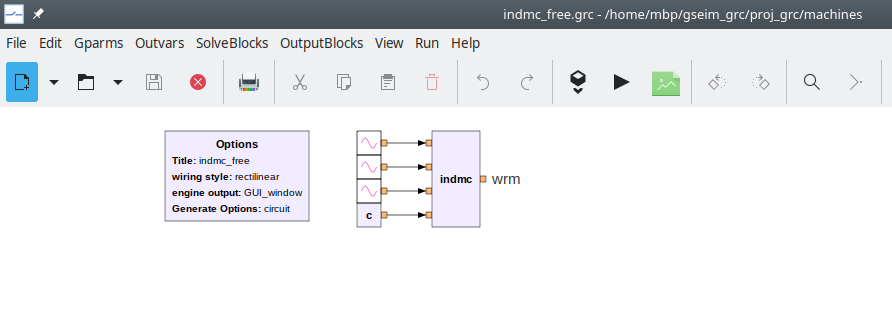 indmc_free.grc - /home/mbp/gseim_grc/proj_grc/machines
File Edit Gparms Outvars SolveBlocks OutputBlocks View Run Help
Options
Title: indmc_free
wiring style: rectilinear
engine output: GUI_window
Generate Options: circuit
indmc
wrm
c